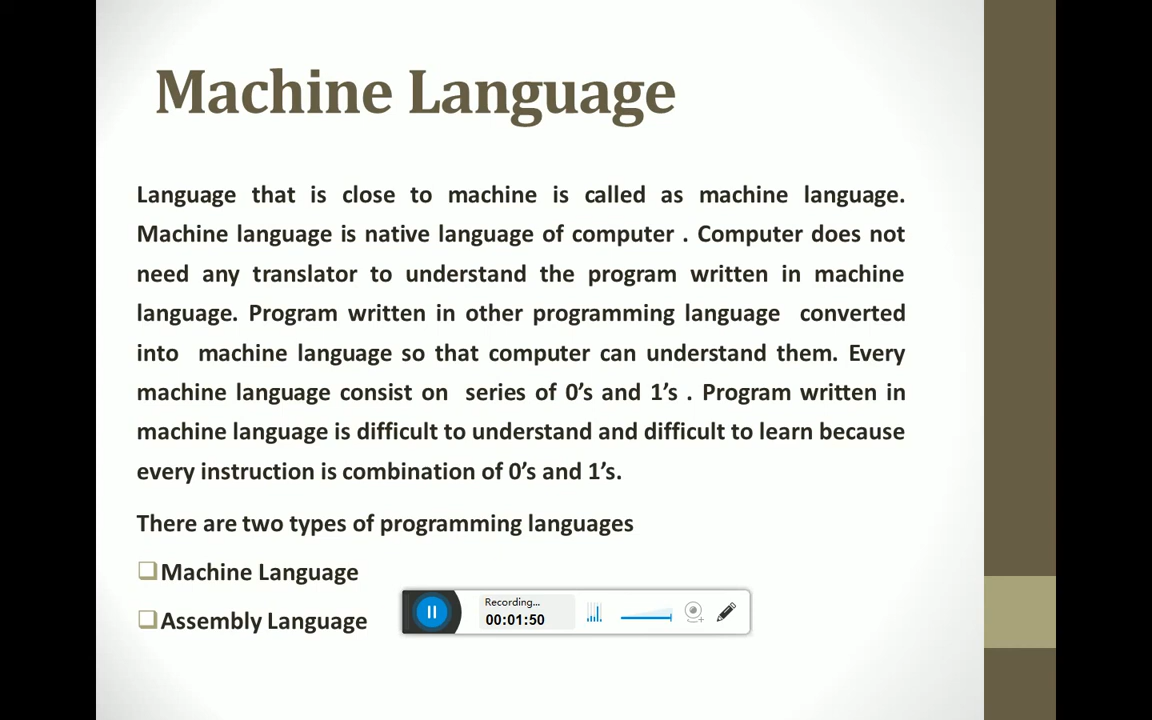 Machine Language
Language that is close to machine is called as machine language.
Machine language is native language of computer . Computer does not
need any translator to understand the program written in machine
language. Program written in other programming language converted
into machine language so that computer can understand them. Every
machine language consist on series of 0’s and 1’s . Program written in
machine language is difficult to understand and difficult to learn because
every instruction is combination of 0’s and 1’s.
There are two types of programming languages
Machine Language
Assembly Language
Recording...
00:01:50